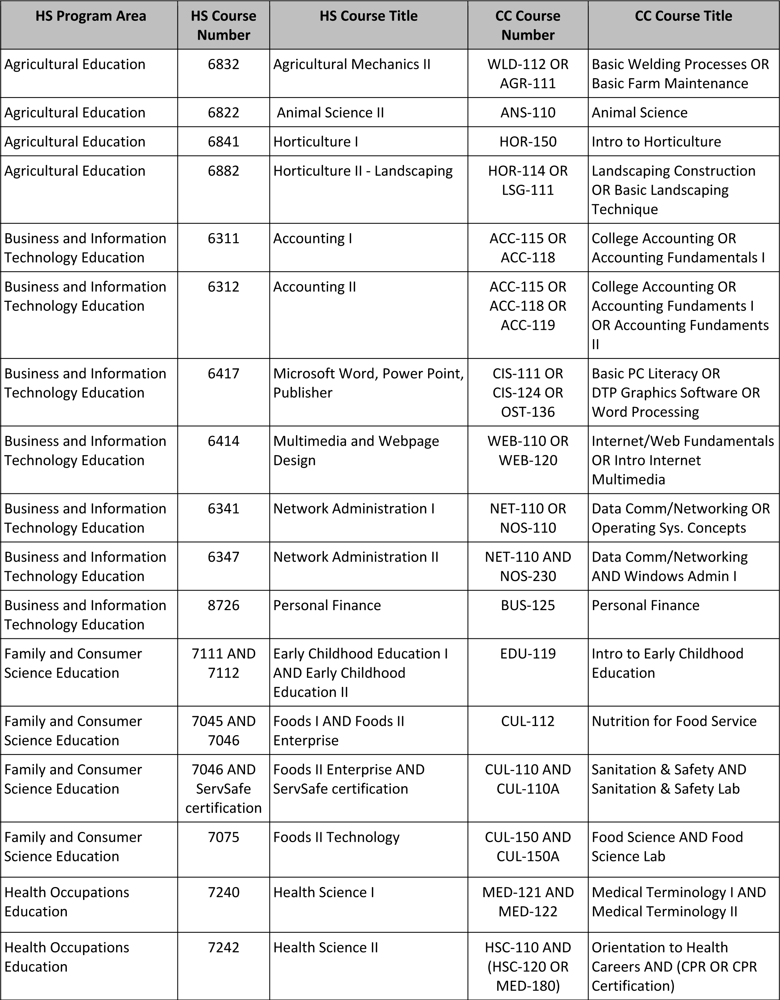 HS Program Area
HS Course
Number
HS Course Title
CC Course
Number
CC Course Title
Agricultural Education
6832
Agricultural Mechanics II
WLD-112 OR
AGR-111
Basic Welding Processes OR
Basic Farm Maintenance
Agricultural Education
6822
Animal Science II
ANS-110
Animal Science
Agricultural Education
6841
Horticulture I
HOR-150
Intro to Horticulture
Agricultural Education
6882
Horticulture II - Landscaping
HOR-114 OR
LSG-111
Landscaping Construction
OR Basic Landscaping
Technique
Business and Information
Technology Education
6311
Accounting I
ACC-115 OR
ACC-118
College Accounting OR
Accounting Fundamentals I
Business and Information
Technology Education
6312
Accounting II
ACC-115 OR
ACC-118 OR
ACC-119
College Accounting OR
Accounting Fundaments I
OR Accounting Fundaments
II
Business and Information
Technology Education
6417
Microsoft Word, Power Point,
Publisher
CIS-111 OR
CIS-124 OR
OST-136
Basic PC Literacy OR
DTP Graphics Software OR
Word Processing
Business and Information
Technology Education
6414
Multimedia and Webpage
Design
WEB-110 OR
WEB-120
Internet/Web Fundamentals
OR Intro Internet
Multimedia
Business and Information
Technology Education
6341
Network Administration I
NET-110 OR
NOS-110
Data Comm/Networking OR
Operating Sys. Concepts
Business and Information
Technology Education
6347
Network Administration II
NET-110 AND
NOS-230
Data Comm/Networking
AND Windows Admin I
Business and Information
Technology Education
8726
Personal Finance
BUS-125
Personal Finance
Family and Consumer
Science Education
7111 AND
7112
Early Childhood Education I
AND Early Childhood
Education II
EDU-119
Intro to Early Childhood
Education
Family and Consumer
Science Education
7045 AND
7046
Foods I AND Foods II
Enterprise
CUL-112
Nutrition for Food Service
Family and Consumer
Science Education
7046 AND
ServSafe
certification
Foods II Enterprise AND
ServSafe certification
CUL-110 AND
CUL-110A
Sanitation & Safety AND
Sanitation & Safety Lab
Family and Consumer
Science Education
7075
Foods II Technology
CUL-150 AND
CUL-150A
Food Science AND Food
Science Lab
Health Occupations
Education
7240
Health Science I
MED-121 AND
MED-122
Medical Terminology I AND
Medical Terminology II
Health Occupations
Education
7242
Health Science II
HSC-110 AND
(HSC-120 OR
MED-180)
Orientation to Health
Careers AND (CPR OR CPR
Certification)